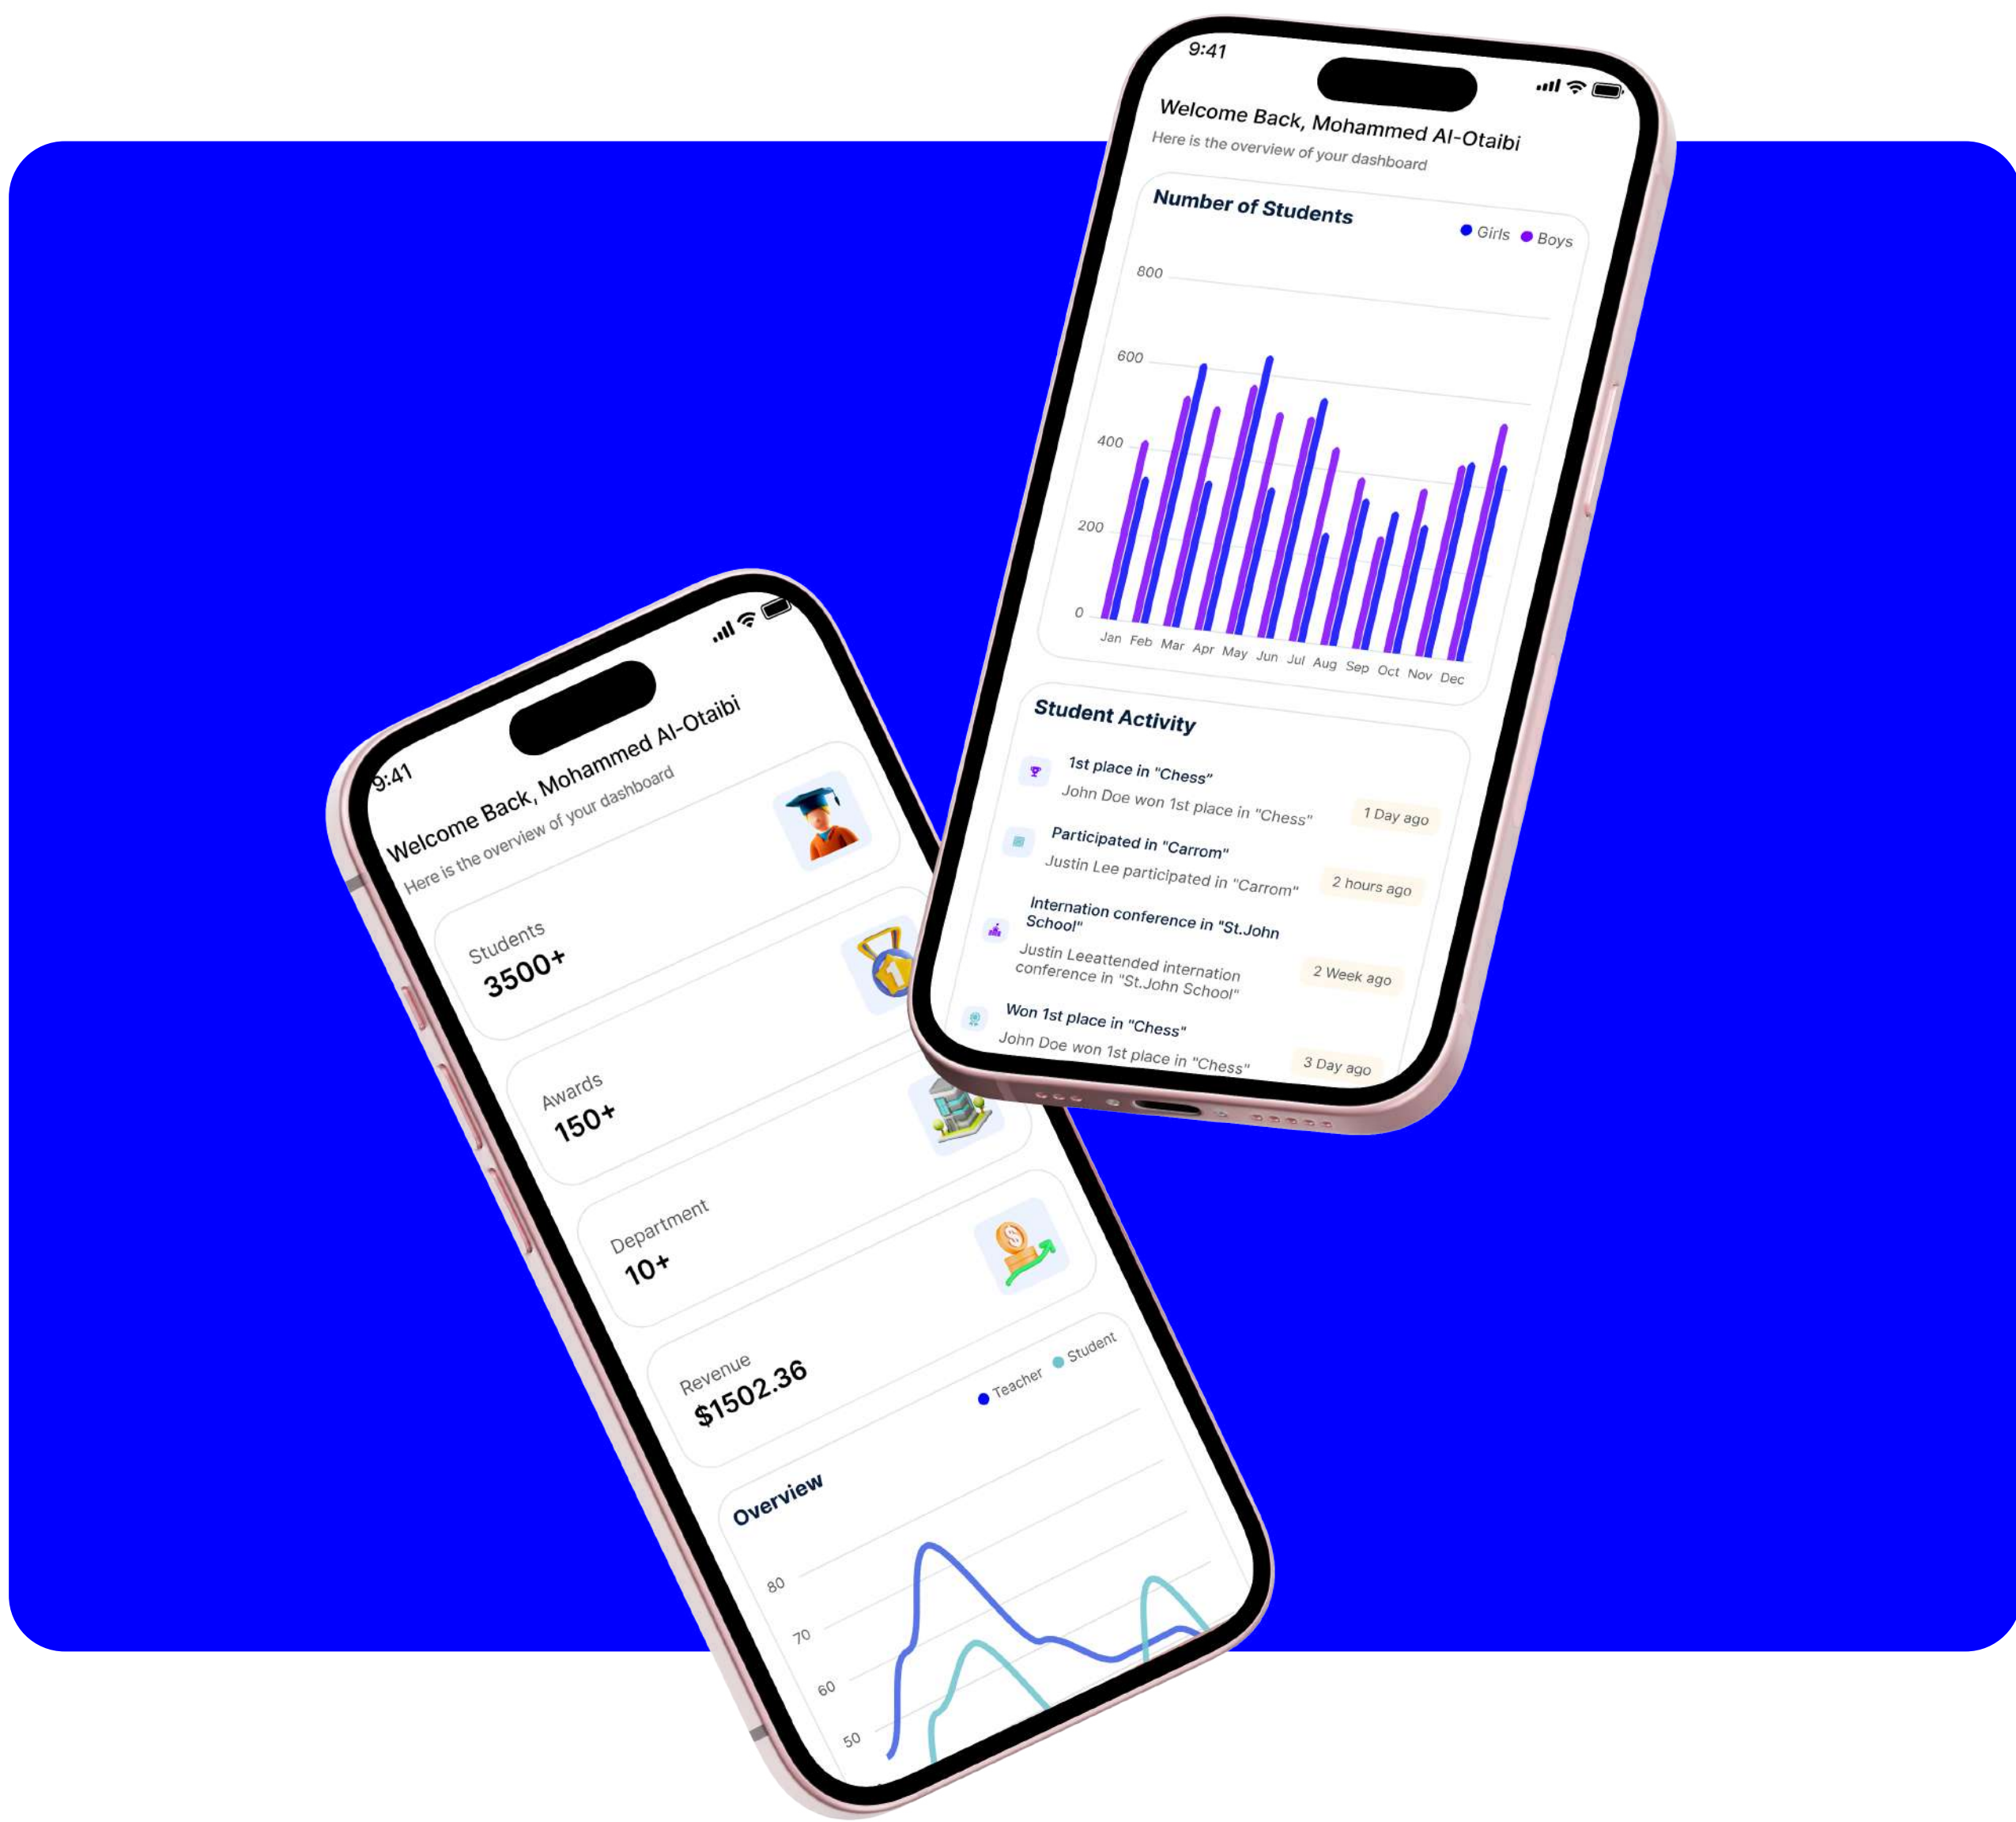 9:41
Welcome Back, Mohammed Al-Otaibi
Here is the overview of your dashboard
Number of Students
Girls Boys
800
600
400
200
0
Jan Feb Mar Apr May Jun Jul Aug Sep Oct Nov Dec
Student Activity
1st place in "Chess"
John Doe won 1st place in "Chess"
1 Day ago
Participated in "Carrom"
Justin Lee participated in "Carrom"
2 hours ago
Internation conference in "St.John
School"
Justin Leeattended internation
conference in "St.John School"
2 Week ago
Won 1st place in "Chess"
John Doe won 1st place in "Chess"
3 Day ago
9:41
Welcome Back, Mohammed Al-Otaibi
Here is the overview of your dashboard
Students
3500+
Awards
150+
1
Department
10+
Revenue
$1502.36
$
Overview
Teacher Student
80
70
60
50